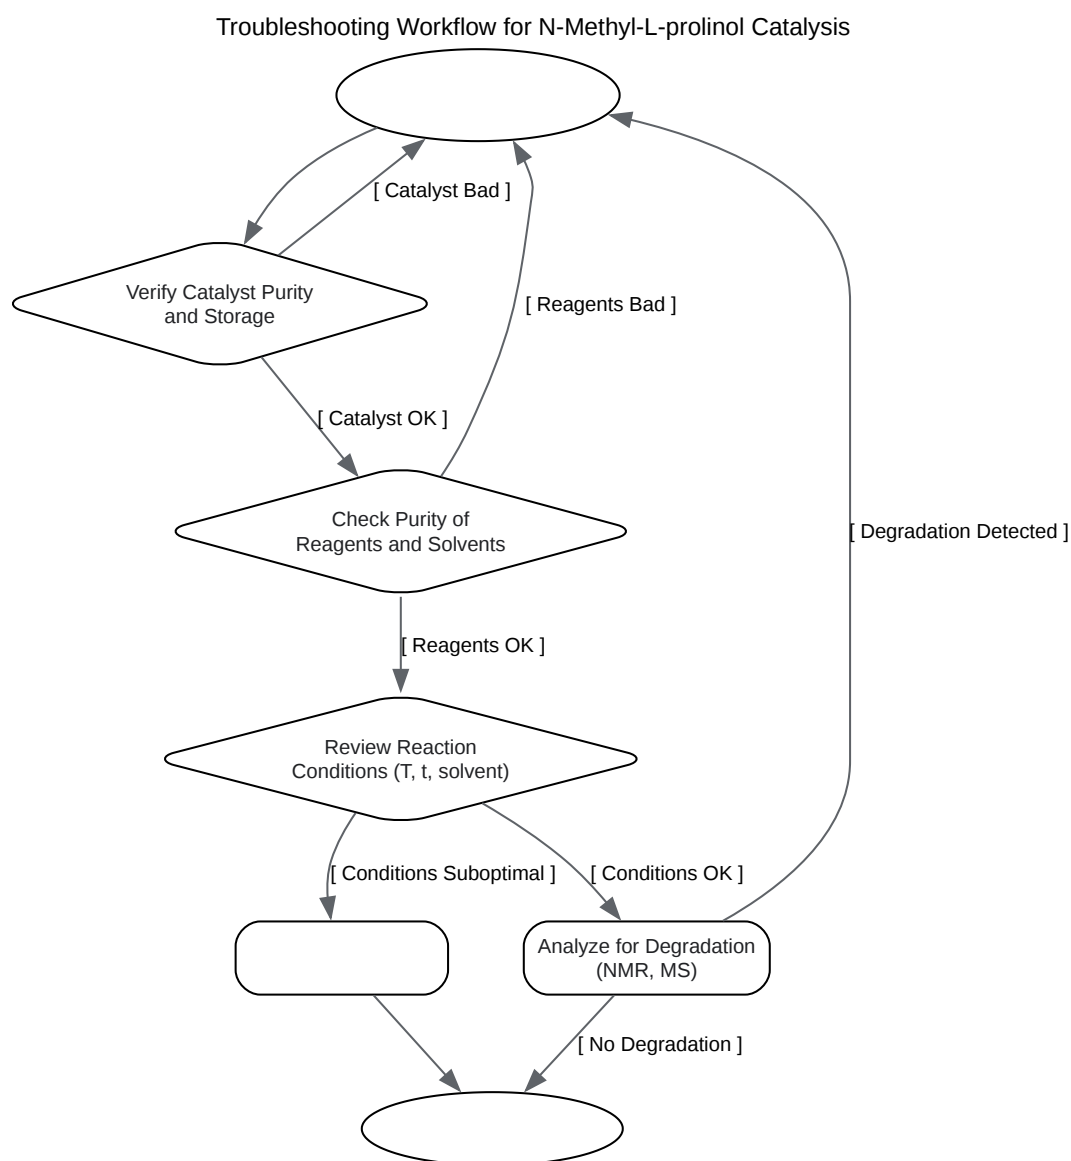 Troubleshooting Workflow for N-Methyl-L-prolinol Catalysis
[ Catalyst Bad ]
Verify Catalyst Purity
and Storage
[ Reagents Bad ]
[ Catalyst OK ]
Check Purity of
Reagents and Solvents
[ Degradation Detected ]
[ Reagents OK ]
Review Reaction
Conditions (T, t, solvent)
[ Conditions Suboptimal ]
[ Conditions OK ]
Analyze for Degradation
(NMR, MS)
[ No Degradation ]